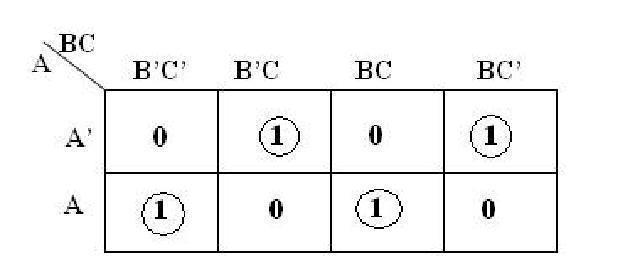 BC
A
B'C' B'C BC BC'
A' 0 1 0 1
A 1 0 1 0